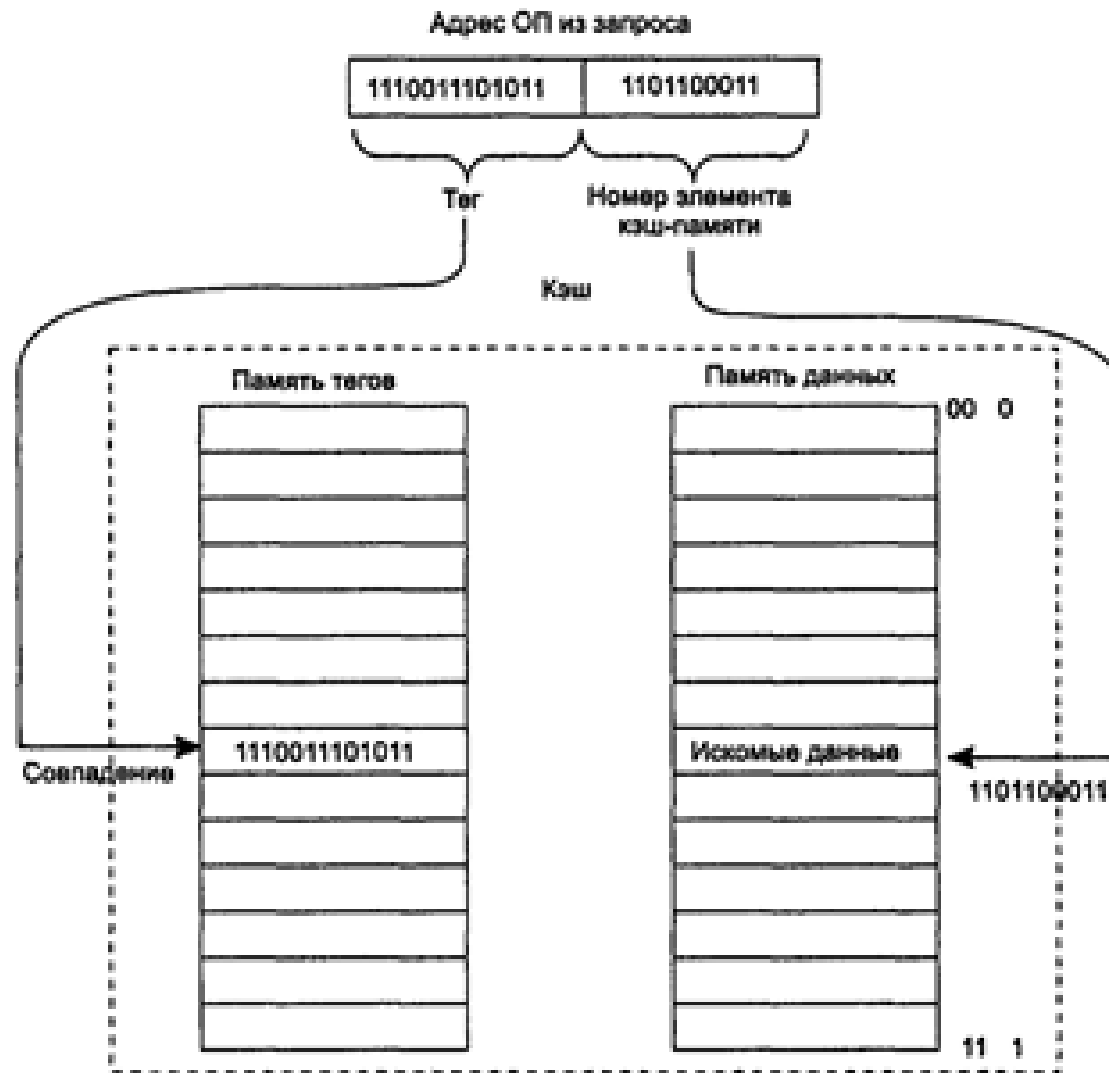 Адрес ОП из запроса
1110011101011 1101100011
Тег
Номер элемента
кэш-памяти
Кэш
Память тегов
Память данных
00 0
1110011101011
Искомые данные
Совпадение
1101100011
11 1